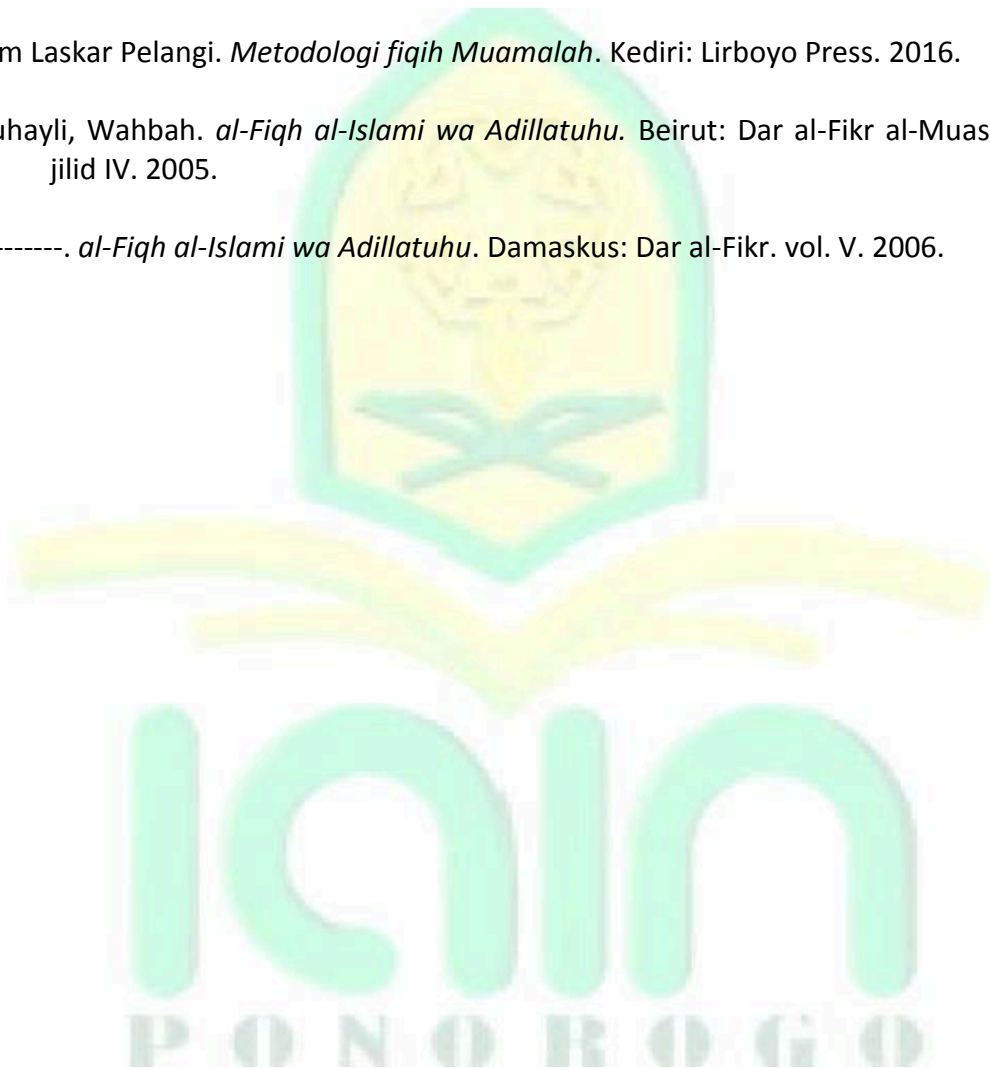 m Laskar Pelangi. Metodologi fiqih Muamalah. Kediri: Lirboyo Press. 2016.
uhayli, Wahbah. al-Fiqh al-Islami wa Adillatuhu. Beirut: Dar al-Fikr al-Muas
jilid IV. 2005.
-------. al-Fiqh al-Islami wa Adillatuhu. Damaskus: Dar al-Fikr. vol. V. 2006.
iain
PONOROGO